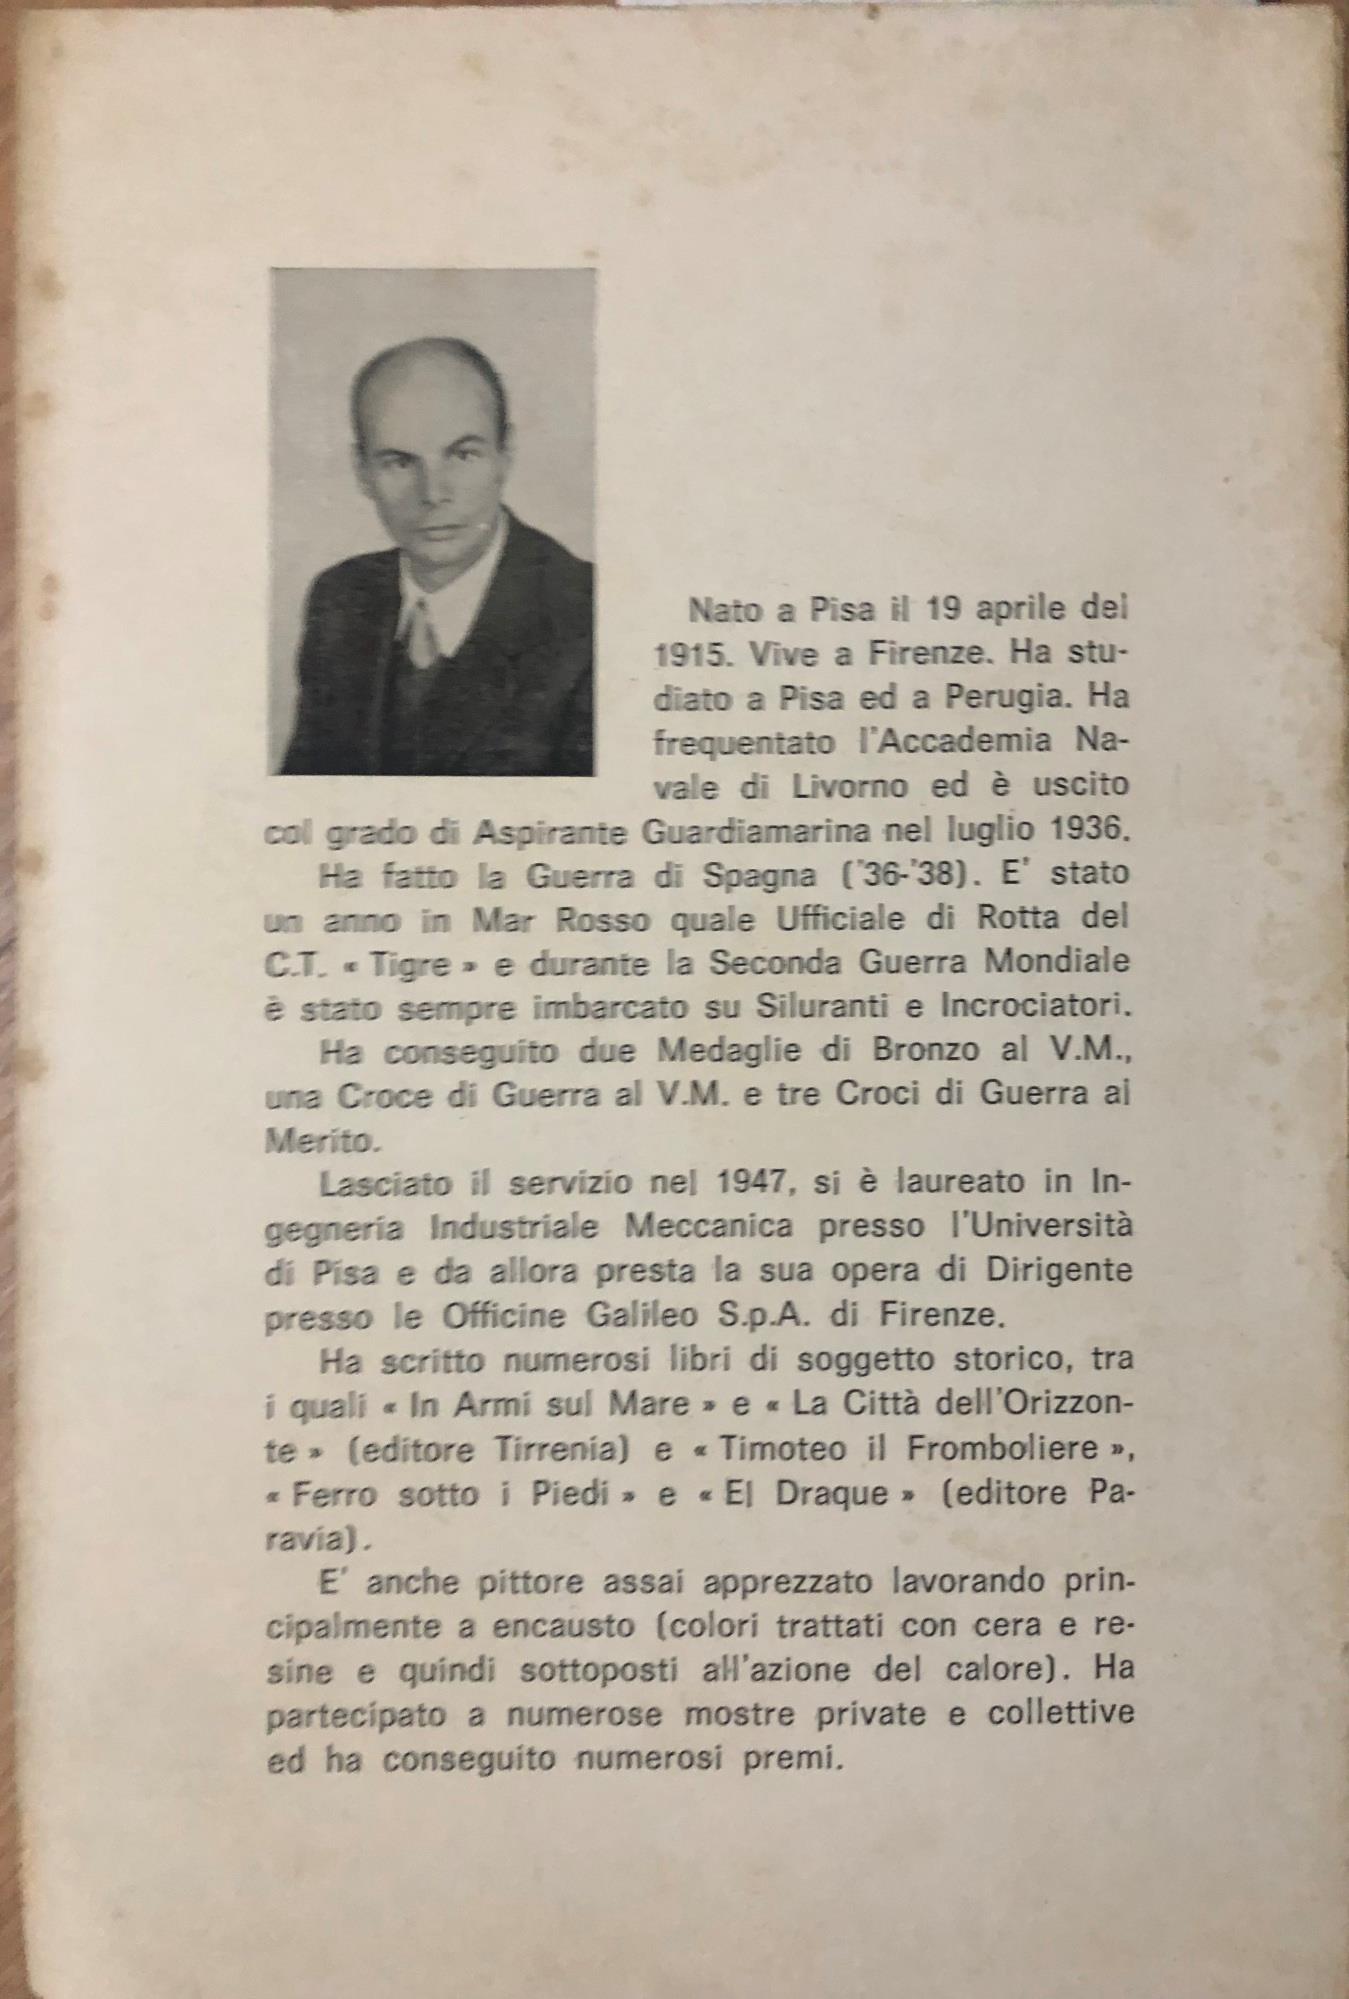 Nato a Pisa il 19 aprile del
1915. Vive a Firenze. Ha stu-
diato a Pisa ed a Perugia. Ha
frequentato l'Accademia Na-
vale di Livorno ed è uscito
col grado di Aspirante Guardiamarina nel luglio 1936.
Ha fatto la Guerra di Spagna ('36-'38). E' stato
un anno in Mar Rosso quale Ufficiale di Rotta del
C.T. « Tigre » e durante la Seconda Guerra Mondiale
è stato sempre imbarcato su Siluranti e Incrociatori.
Ha conseguito due Medaglie di Bronzo al V.M.,
una Croce di Guerra al V.M. e tre Croci di Guerra al
Merito.
Lasciato il servizio nel 1947, si è laureato in In-
gegneria Industriale Meccanica presso l'Università
di Pisa e da allora presta la sua opera di Dirigente
presso le Officine Galileo S.p.A. di Firenze.
Ha scritto numerosi libri di soggetto storico, tra
i quali « In Armi sul Mare » e « La Città dell'Orizzon-
te » (editore Tirrenia) e « Timoteo il Fromboliere »,
« Ferro sotto i Piedi » e « El Draque » (editore Pa-
ravia).
E' anche pittore assai apprezzato lavorando prin-
cipalmente a encausto (colori trattati con cera e re-
sine e quindi sottoposti all'azione del calore). Ha
partecipato a numerose mostre private e collettive
ed ha conseguito numerosi premi.